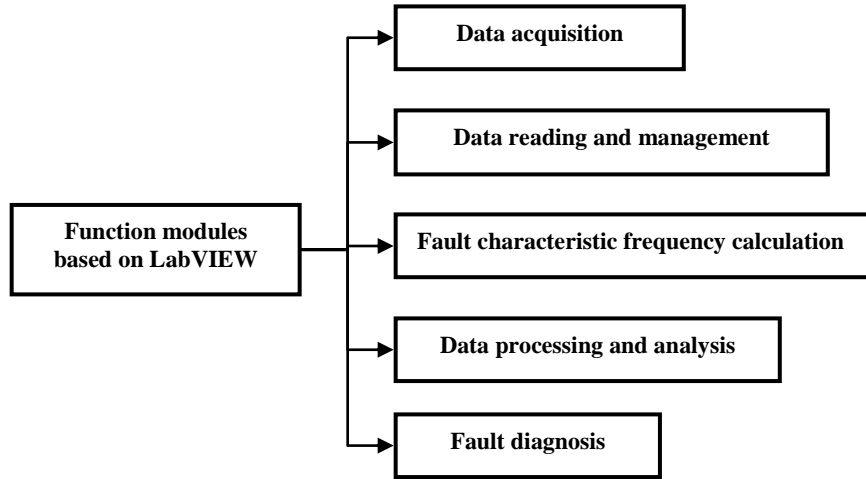 Data acquisition
Data reading and management
Function modules
based on LabVIEW
Fault characteristic frequency calculation
Data processing and analysis
Fault diagnosis